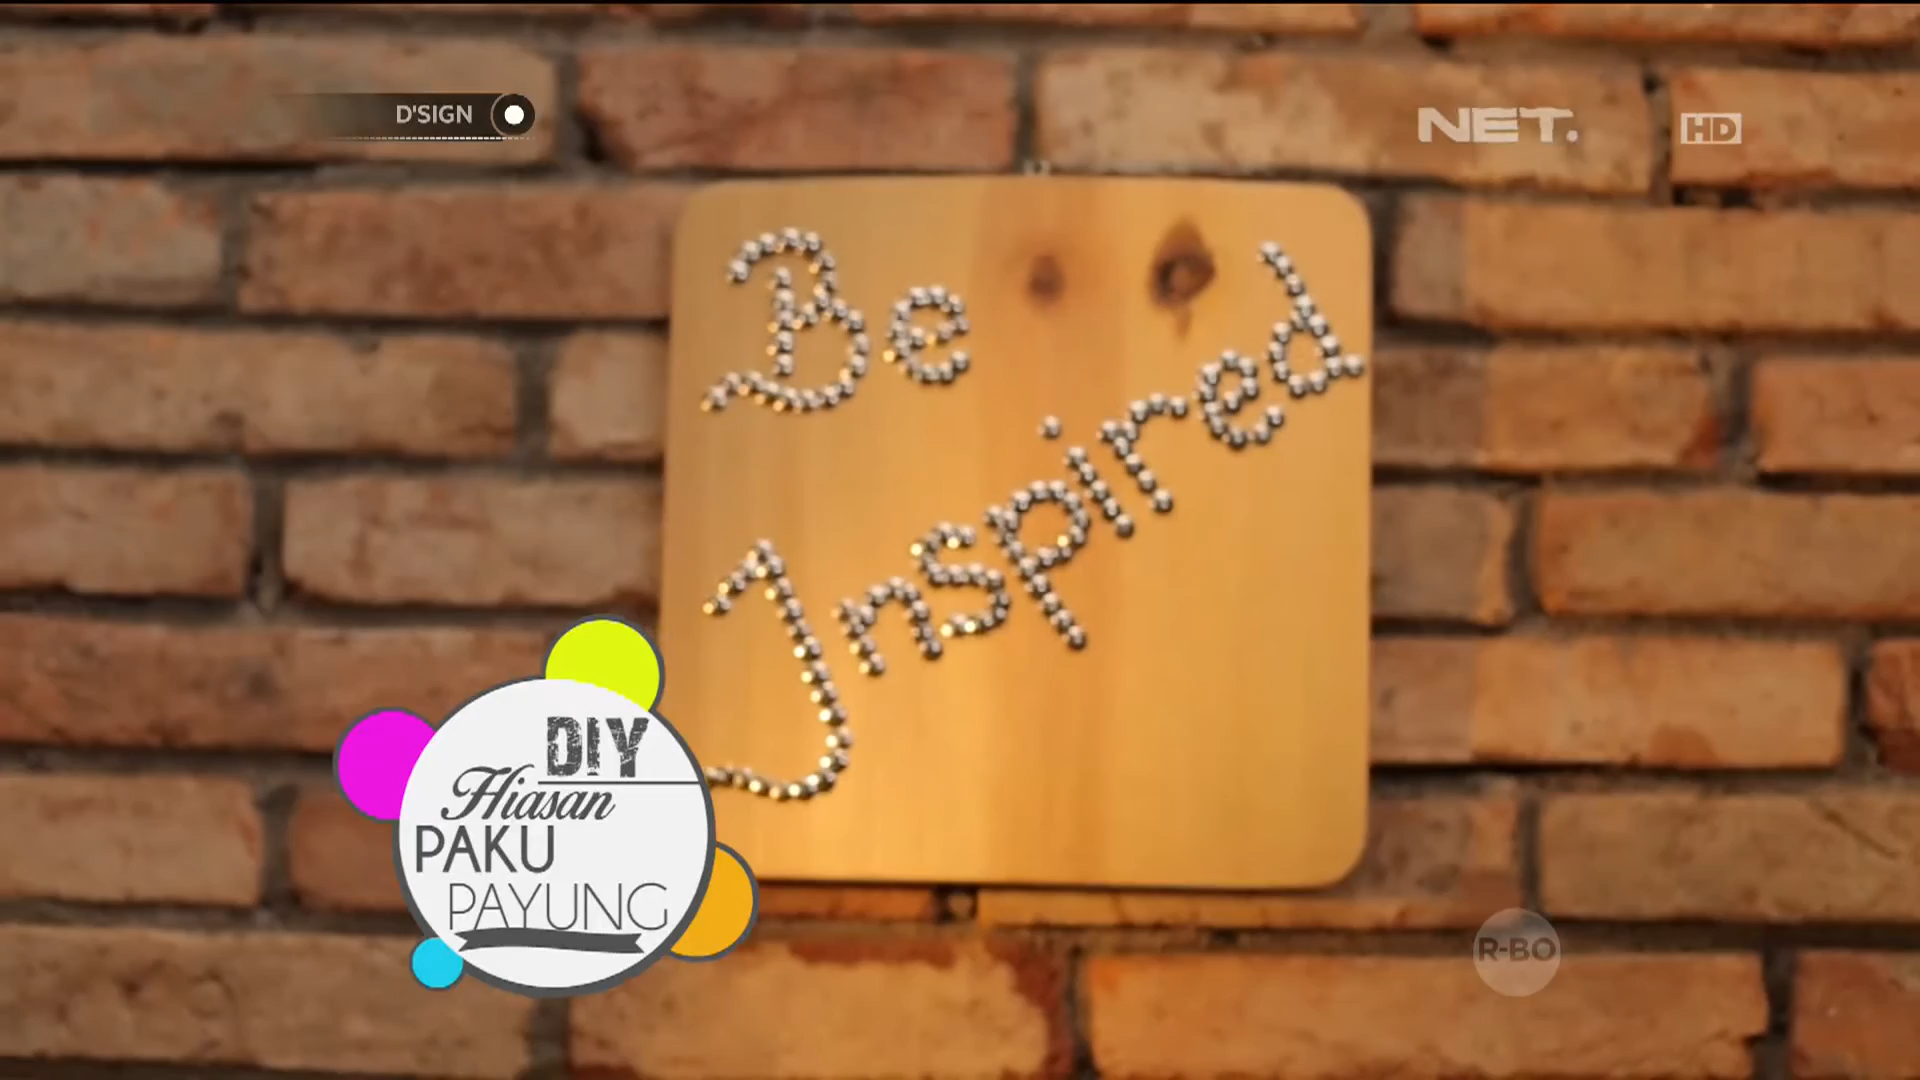 D'SIGN
NET.
HD
Be
Inspired
DIY
Hiasan
PAKU
PAYUNG
R-BO